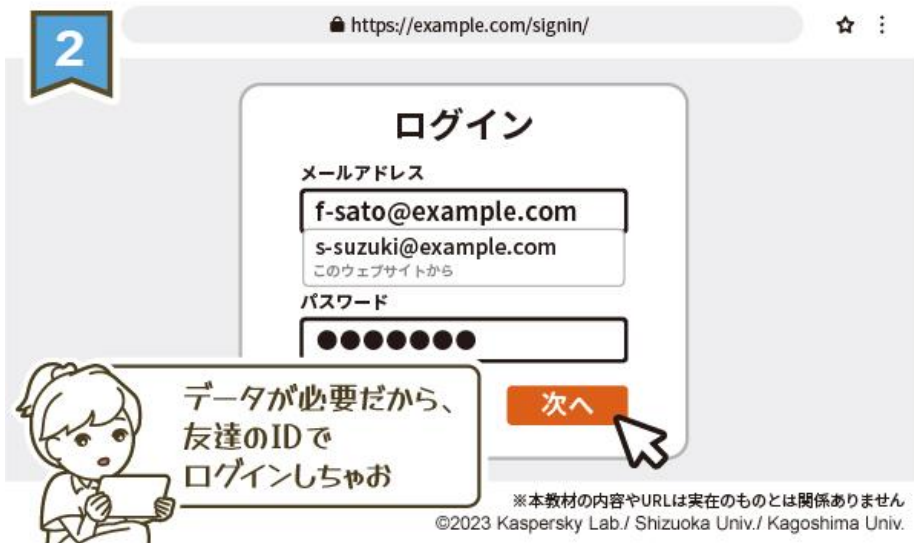 2
https://example.com/signin/
ログイン
メールアドレス
f-sato@example.com
s-suzuki@example.com
このウェブサイトから
パスワード
●●●●●●●
次へ
データが必要だから、
友達のIDで
ログインしちゃお
※本教材の内容やURLは実在のものとは関係ありません
©2023 Kaspersky Lab./ Shizuoka Univ./ Kagoshima Univ.